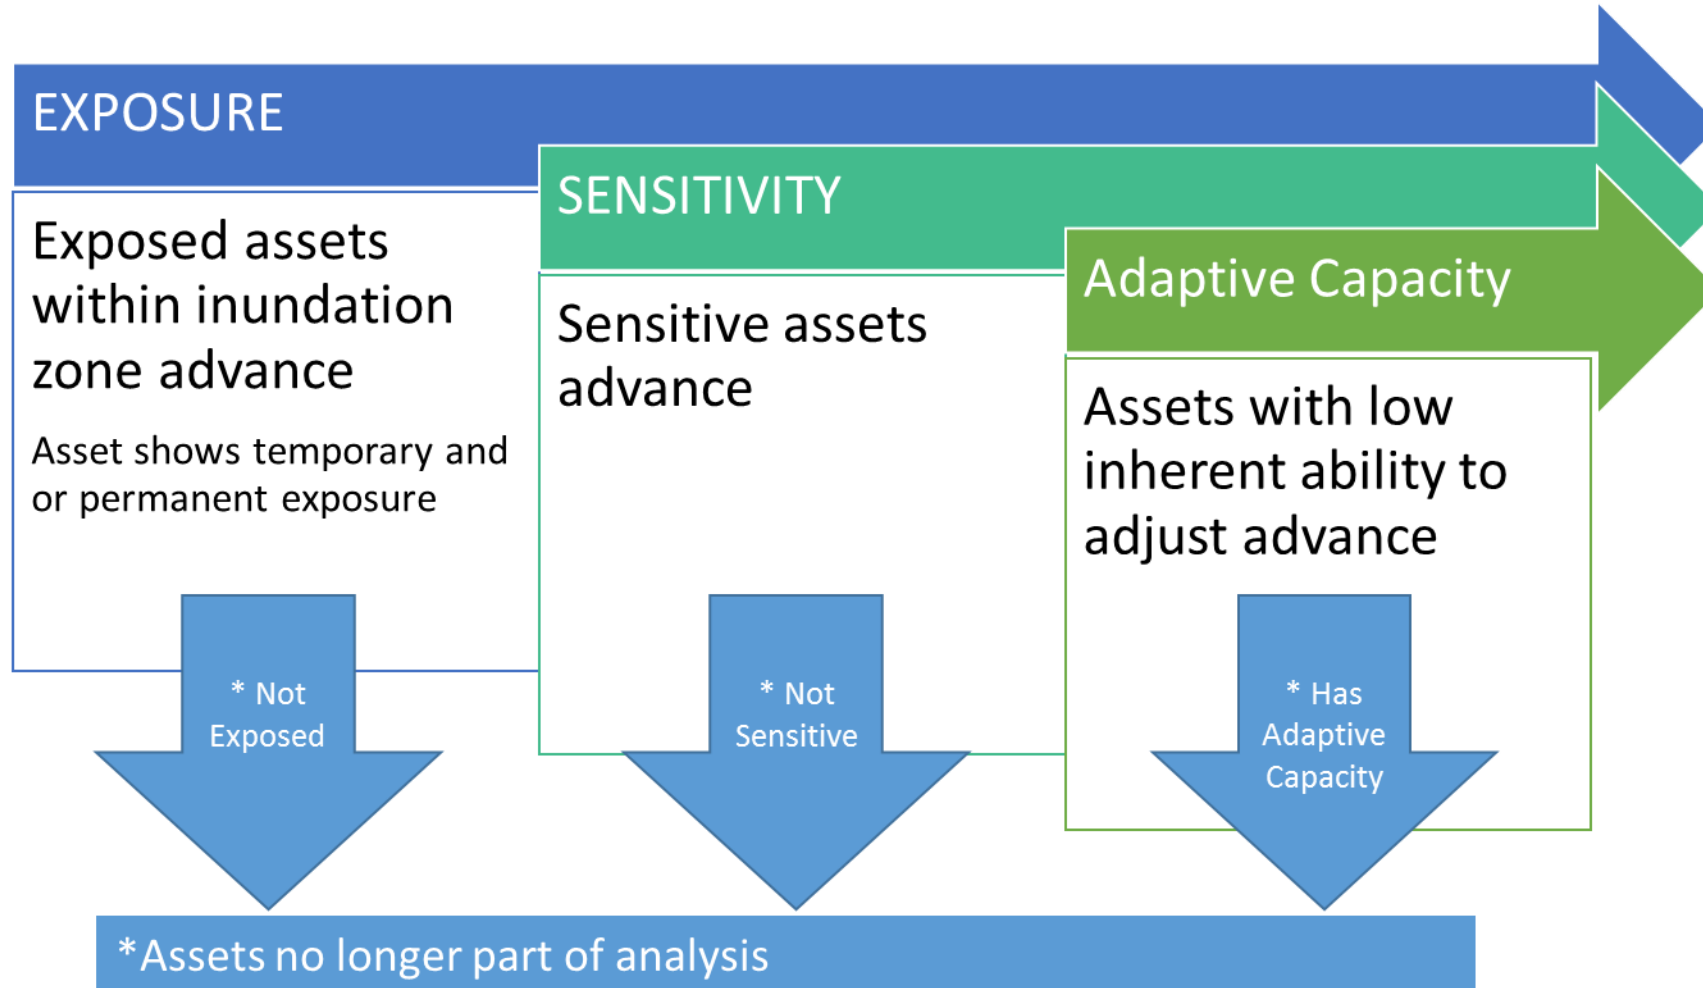 EXPOSURE
Exposed assets
within inundation
zone advance
Asset shows temporary and
or permanent exposure
* Not
Exposed
SENSITIVITY
Sensitive assets
advance
* Not
Sensitive
Adaptive Capacity
Assets with low
inherent ability to
adjust advance
* Has
Adaptive
Capacity
*Assets no longer part of analysis